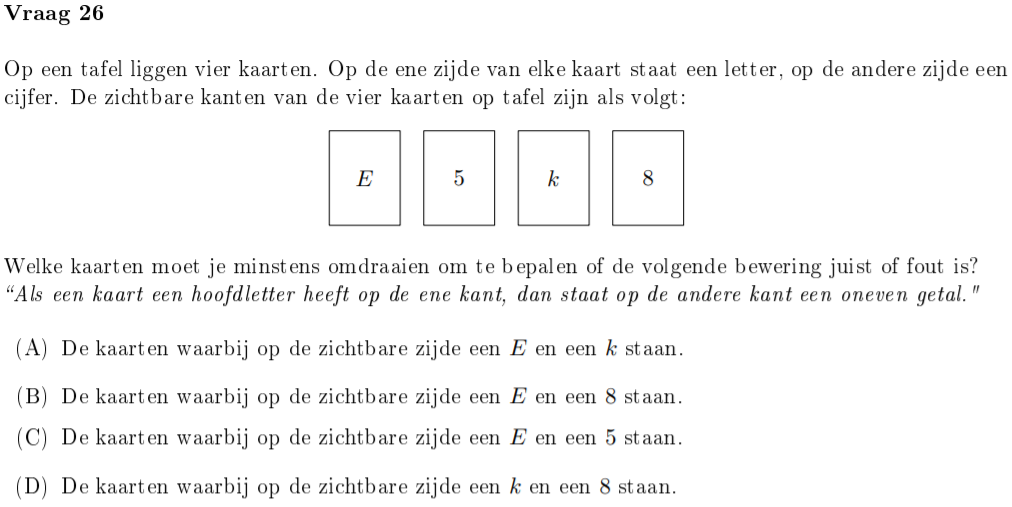 Vraag 26
Op een tafel liggen vier kaarten. Op de ene zijde van elke kaart staat een letter, op de andere zijde een
cijfer. De zichtbare kanten van de vier kaarten op tafel zijn als volgt:
E 5 k 8
Welke kaarten moet je minstens omdraaien om te bepalen of de volgende bewering juist of fout is?
“Als een kaart een hoofdletter heeft op de ene kant, dan staat op de andere kant een oneven getal."
(A) De kaarten waarbij op de zichtbare zijde een E en een k staan.
(B) De kaarten waarbij op de zichtbare zijde een E en een 8 staan.
(C) De kaarten waarbij op de zichtbare zijde een E en een 5 staan.
(D) De kaarten waarbij op de zichtbare zijde een k en een 8 staan.